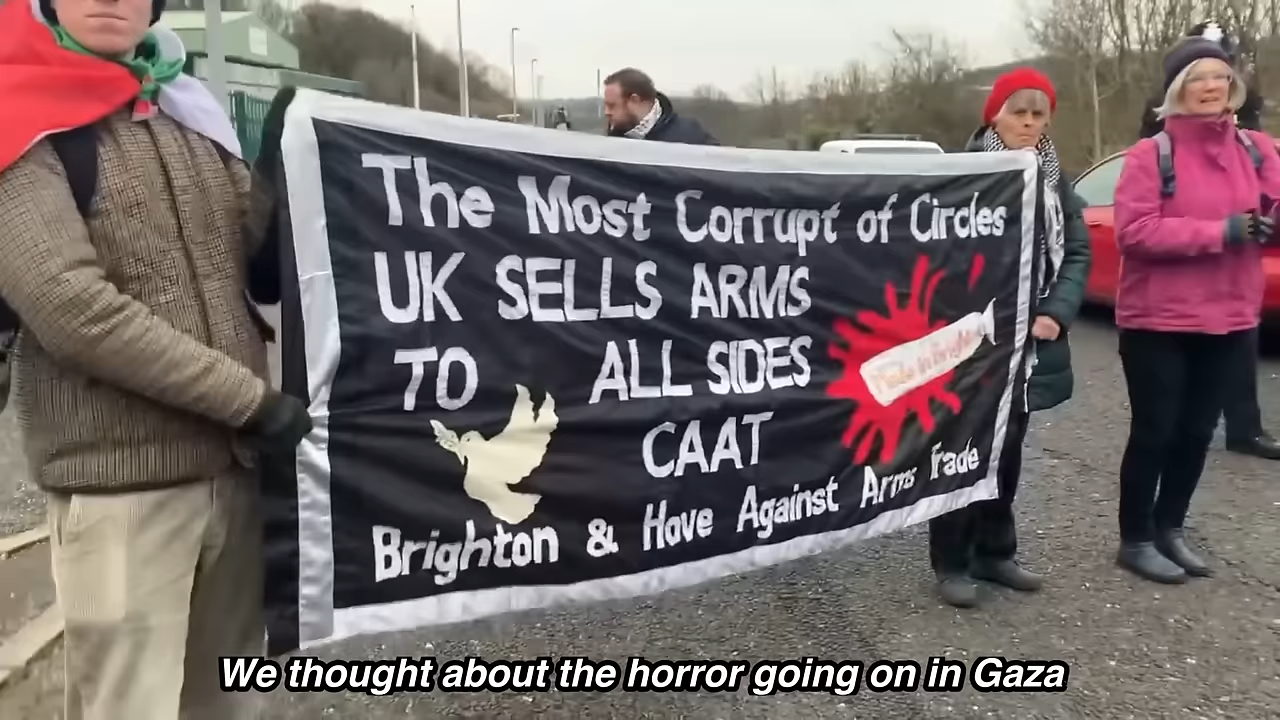 The Most Corrupt of Circles
UK SELLS ARMS
TO ALL SIDES
CAAT
Brighton & Hove Against Arms Trade
We thought about the horror going on in Gaza